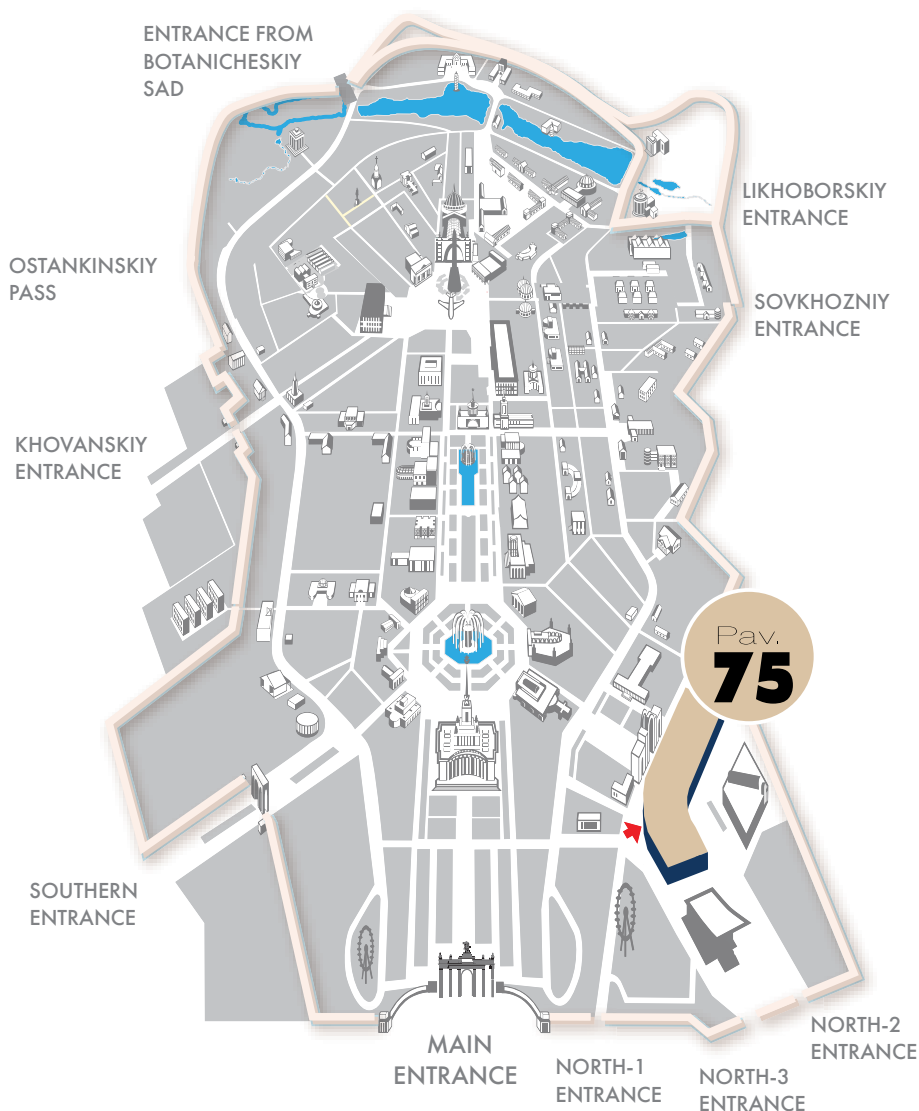 ENTRANCE FROM
BOTANICHESKIY
SAD
LIKHOBORSKIY
ENTRANCE
OSTANKINSKIY
PASS
SOVKHOZNIY
ENTRANCE
KHOVANSKIY
ENTRANCE
Pav.
75
SOUTHERN
ENTRANCE
MAIN
ENTRANCE
NORTH-1
ENTRANCE
NORTH-3
ENTRANCE
NORTH-2
ENTRANCE